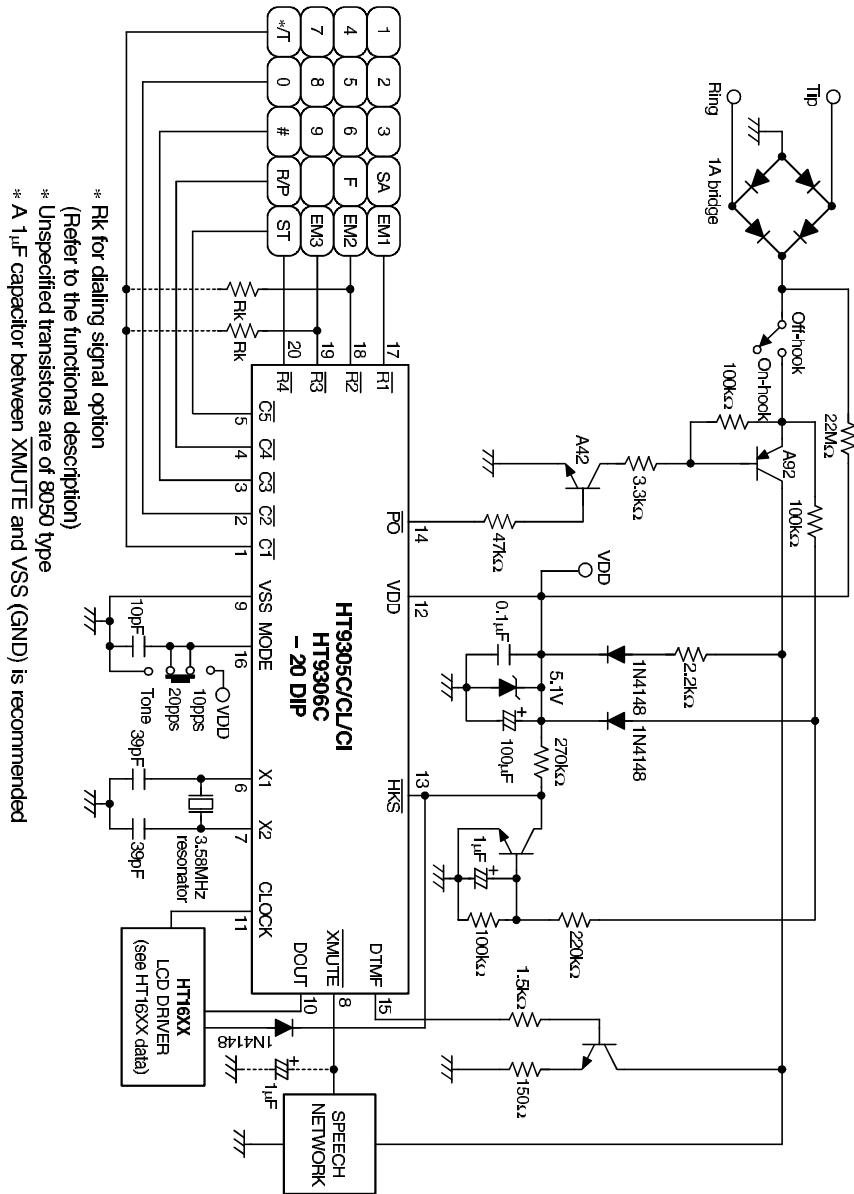 Tip
Ring
1A bridge
Off-hook
On-hook
22MΩ
100kΩ
A92
100kΩ
A42
3.3kΩ
47kΩ
VDD
0.1μF
5.1V
100μF
+
1N4148
2.2kΩ
1N4148
270kΩ
1μF
+
100kΩ
220kΩ
1.5kΩ
150Ω
1 2 3 SA EM1
4 5 6 F EM2
7 8 9 EM3
*/T 0 # R/P ST
Rk
Rk
17 R1
18 R2
19 R3
20 R4
14 PO
12 VDD
13 HKS
15 DTMF
HT9305C/CL/CI
HT9306C
– 20 DIP
C5 5
C4 4
C3 3
C2 2
C1 1
VSS 9
MODE 16
X1 6
X2 7
CLOCK 11
DOUT 10
XMUTE 8
10pF
VDD
10pps
20pps
Tone
39pF
39pF
3.58MHz
resonator
HT16XX
LCD DRIVER
(see HT16XX data)
1N4148
1μF
+
SPEECH
NETWORK
* Rk for dialing signal option
(Refer to the functional description)
* Unspecified transistors are of 8050 type
* A 1μF capacitor between XMUTE and VSS (GND) is recommended